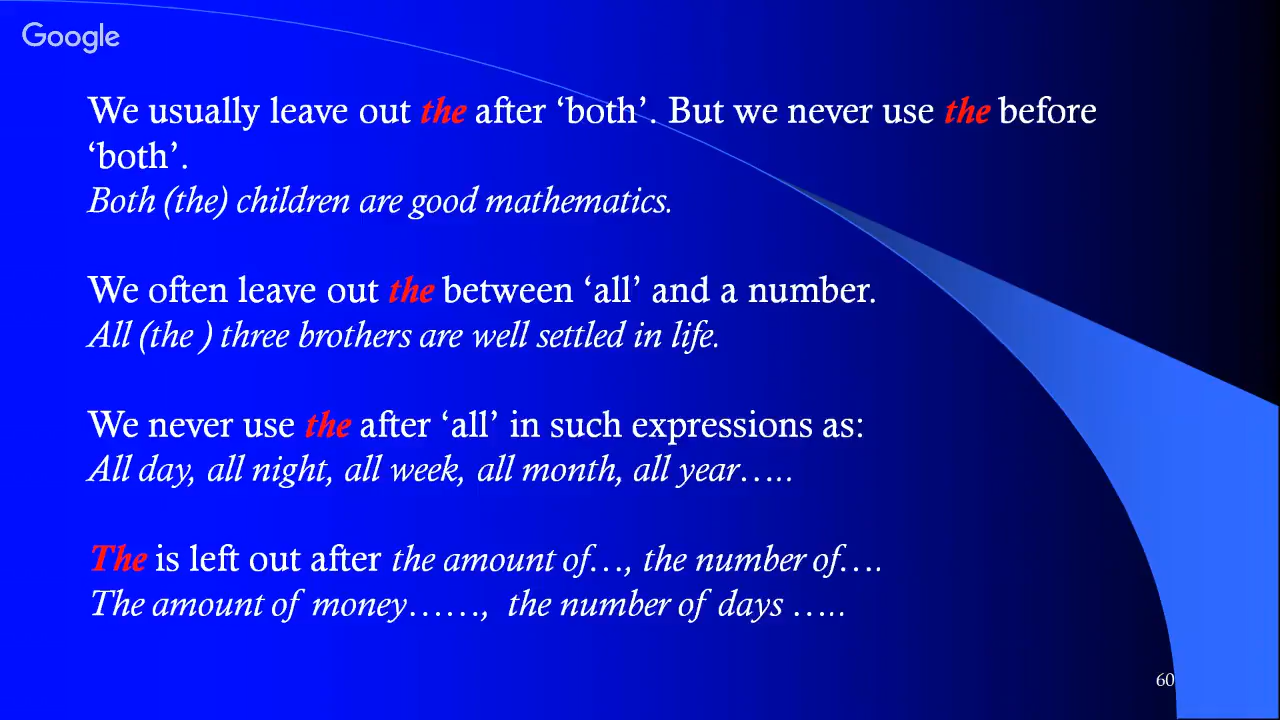 Google
We usually leave out the after ‘both’. But we never use the before
‘both’.
Both (the) children are good mathematics.
We often leave out the between ‘all’ and a number.
All (the ) three brothers are well settled in life.
We never use the after ‘all’ in such expressions as:
All day, all night, all week, all month, all year…..
The is left out after the amount of…, the number of….
The amount of money……, the number of days …..
60